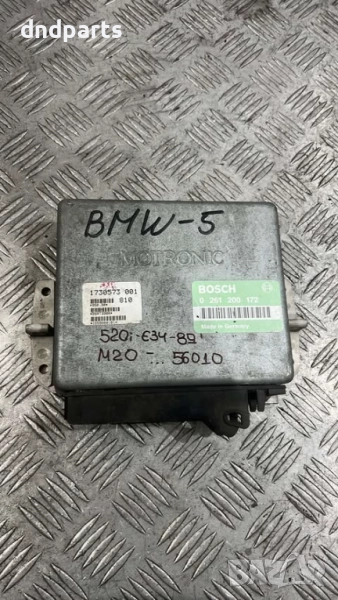 dndparts
BMW-5
MOTRONIC
1730573 001
810
BOSCH
0 261 200 172
Made in Germany
520i-E34-89'
M20-... 56010
BAZAR